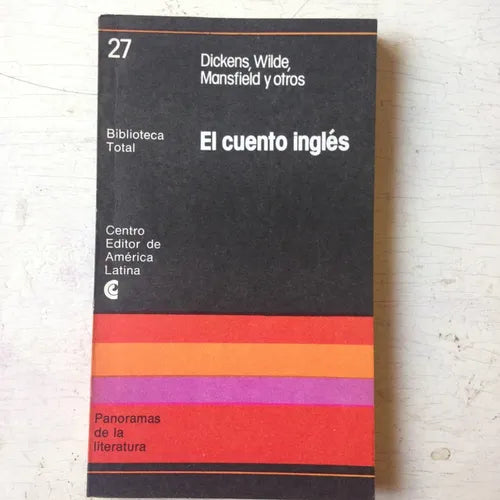 27
Dickens, Wilde,
Mansfield y otros
Biblioteca
Total
El cuento inglés
Centro
Editor de
América
Latina
Panoramas
de la
literatura